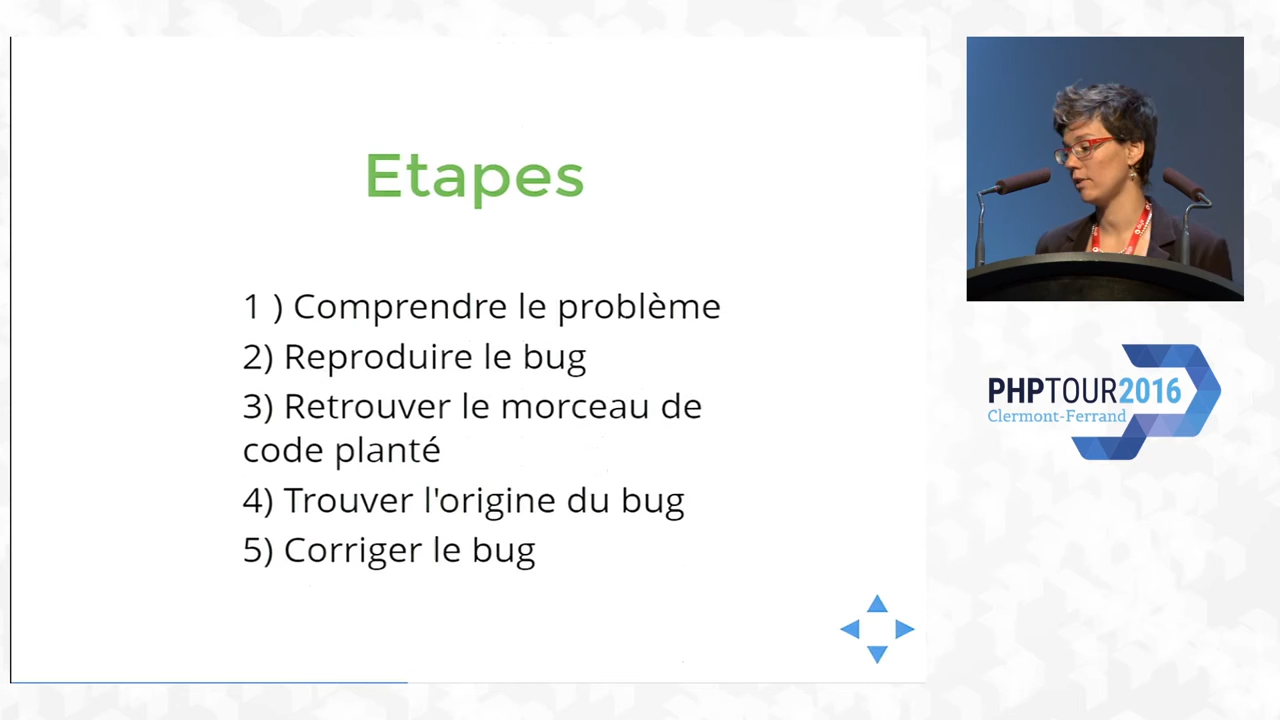 Etapes
1 ) Comprendre le problème
2) Reproduire le bug
3) Retrouver le morceau de
code planté
4) Trouver l'origine du bug
5) Corriger le bug
PHPTOUR2016
Clermont-Ferrand